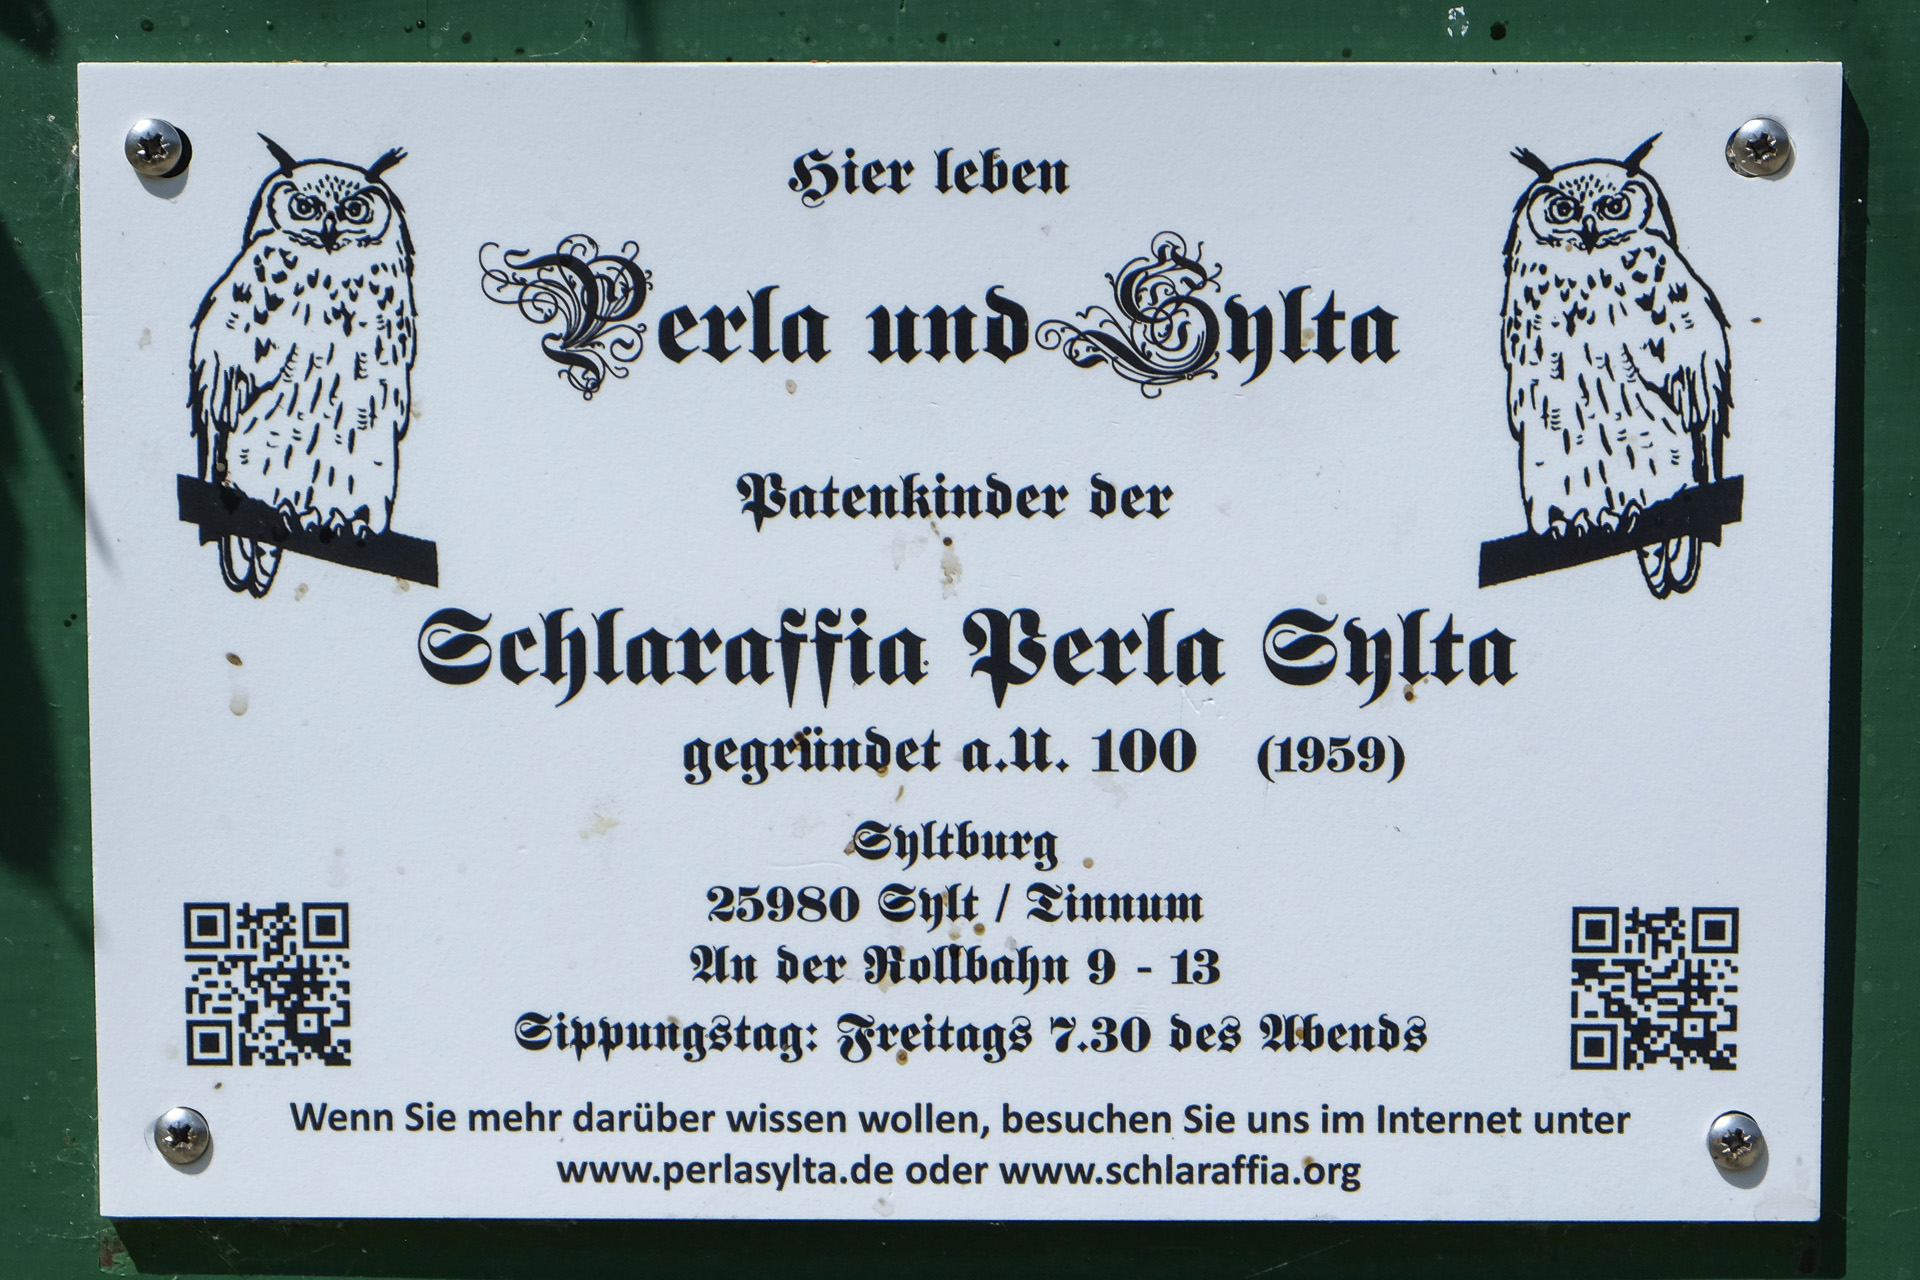 Hier leben
Perla und Sylta
Patenkinder der
Schlaraffia Perla Sylta
gegründet a.U. 100 (1959)
Syltburg
25980 Sylt / Tinnum
An der Rollbahn 9 - 13
Sippungstag: Freitags 7.30 des Abends
Wenn Sie mehr darüber wissen wollen, besuchen Sie uns im Internet unter
www.perlasylta.de oder www.schlaraffia.org